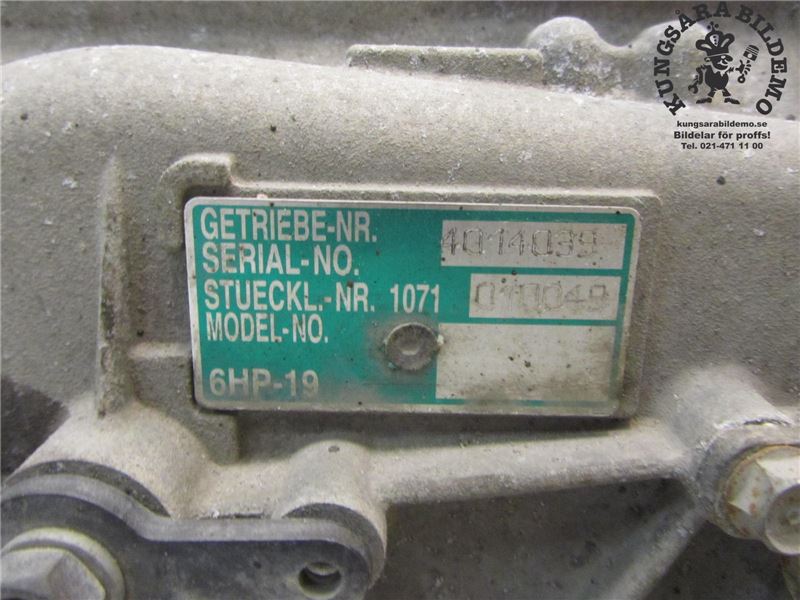 KUNGSÅRA BILDEMO
kungsarabildemo.se
Bildelar för proffs!
Tel. 021-471 11 00
GETRIEBE-NR. 4014039
SERIAL-NO.
STUECKL.-NR. 1071 010049
MODEL-NO.
6HP-19